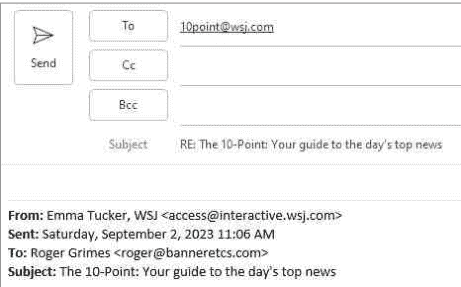 To 10point@wsj.com
Send
Cc
Bcc
Subject RE: The 10-Point: Your guide to the day's top news
From: Emma Tucker, WSJ <access@interactive.wsj.com>
Sent: Saturday, September 2, 2023 11:06 AM
To: Roger Grimes <roger@banneretcs.com>
Subject: The 10-Point: Your guide to the day's top news